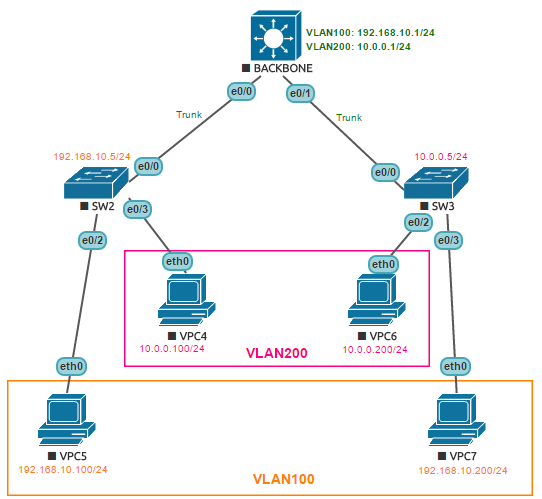 VLAN100: 192.168.10.1/24
VLAN200: 10.0.0.1/24
BACKBONE
e0/0
e0/1
Trunk
Trunk
192.168.10.5/24
10.0.0.5/24
e0/0
e0/0
SW2
SW3
e0/3
e0/2
e0/2
e0/3
eth0
eth0
VPC4
VPC6
10.0.0.100/24
10.0.0.200/24
VLAN200
eth0
eth0
VPC5
VPC7
192.168.10.100/24
192.168.10.200/24
VLAN100